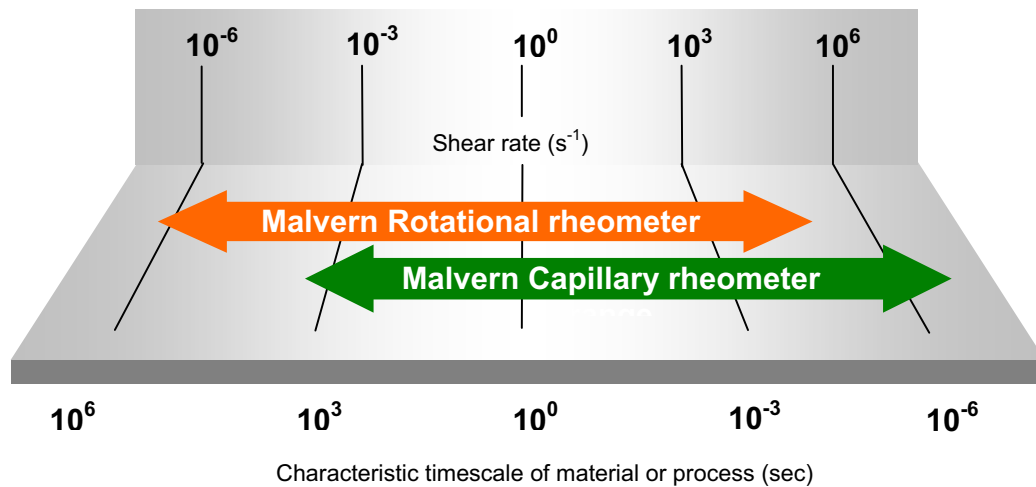 10⁻⁶ 10⁻³ 10⁰ 10³ 10⁶
Shear rate (s⁻¹)
Malvern Rotational rheometer
Malvern Capillary rheometer
10⁶ 10³ 10⁰ 10⁻³ 10⁻⁶
Characteristic timescale of material or process (sec)